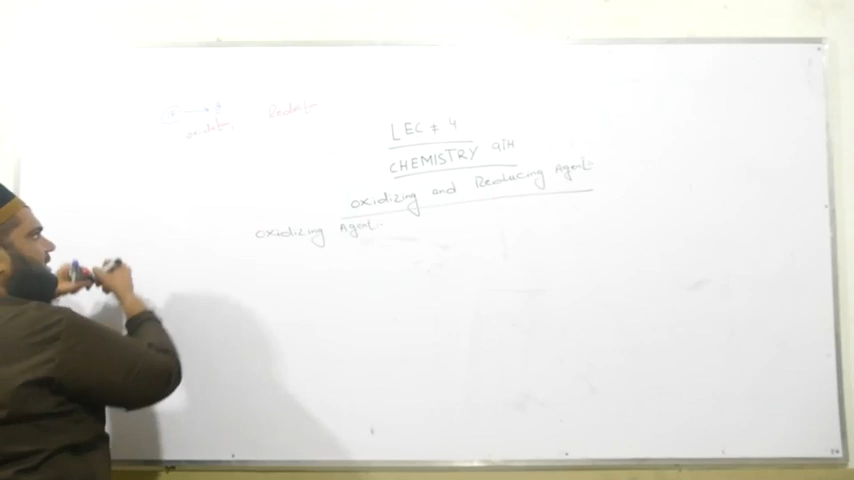 LEC # 4
CHEMISTRY 9TH
oxidizing and Reducing Agent:
oxidizing Agent:-